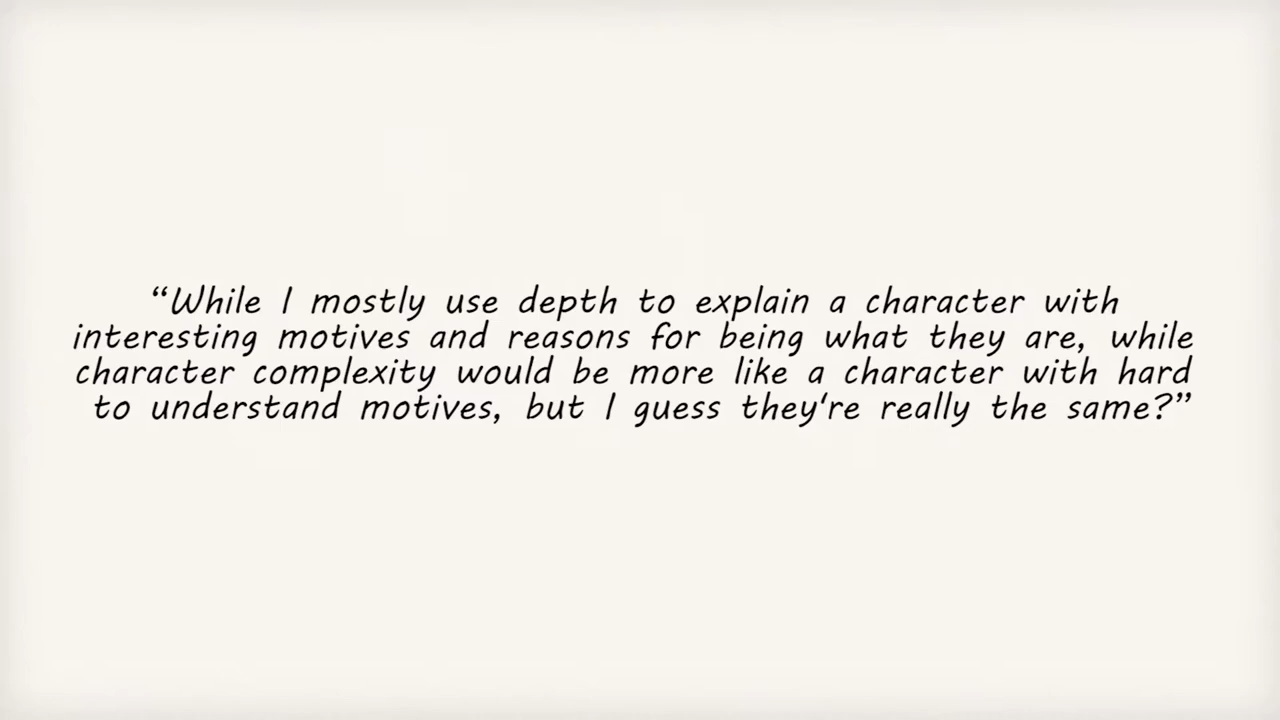 “While I mostly use depth to explain a character with
interesting motives and reasons for being what they are, while
character complexity would be more like a character with hard
to understand motives, but I guess they're really the same?”